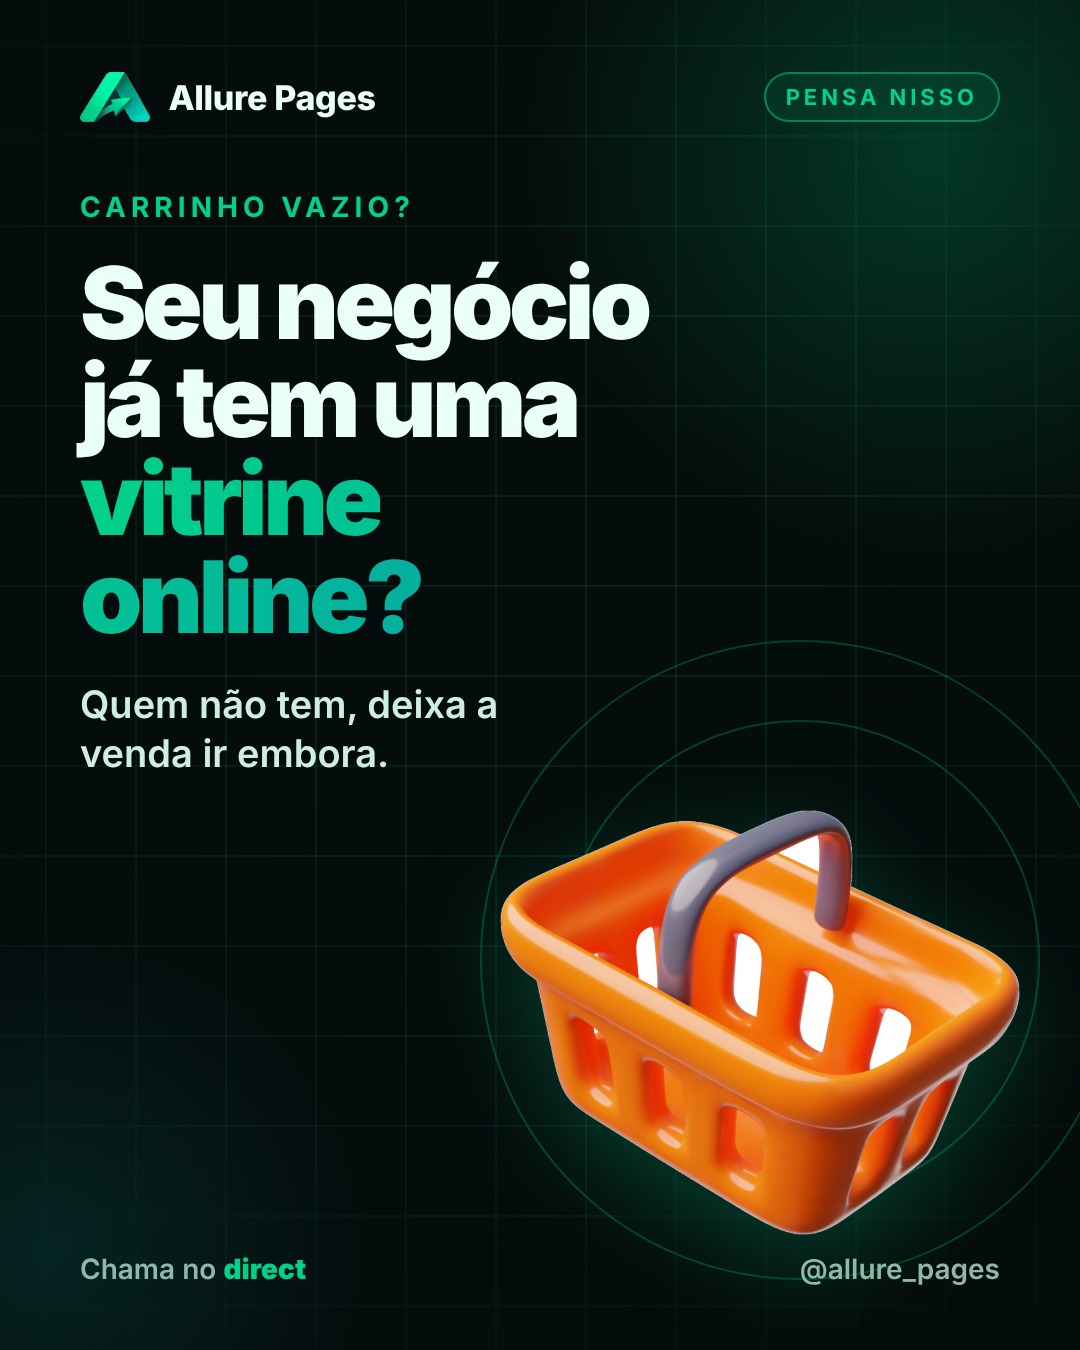 Allure Pages
PENSA NISSO
CARRINHO VAZIO?
Seu negócio
já tem uma
vitrine
online?
Quem não tem, deixa a
venda ir embora.
Chama no direct
@allure_pages